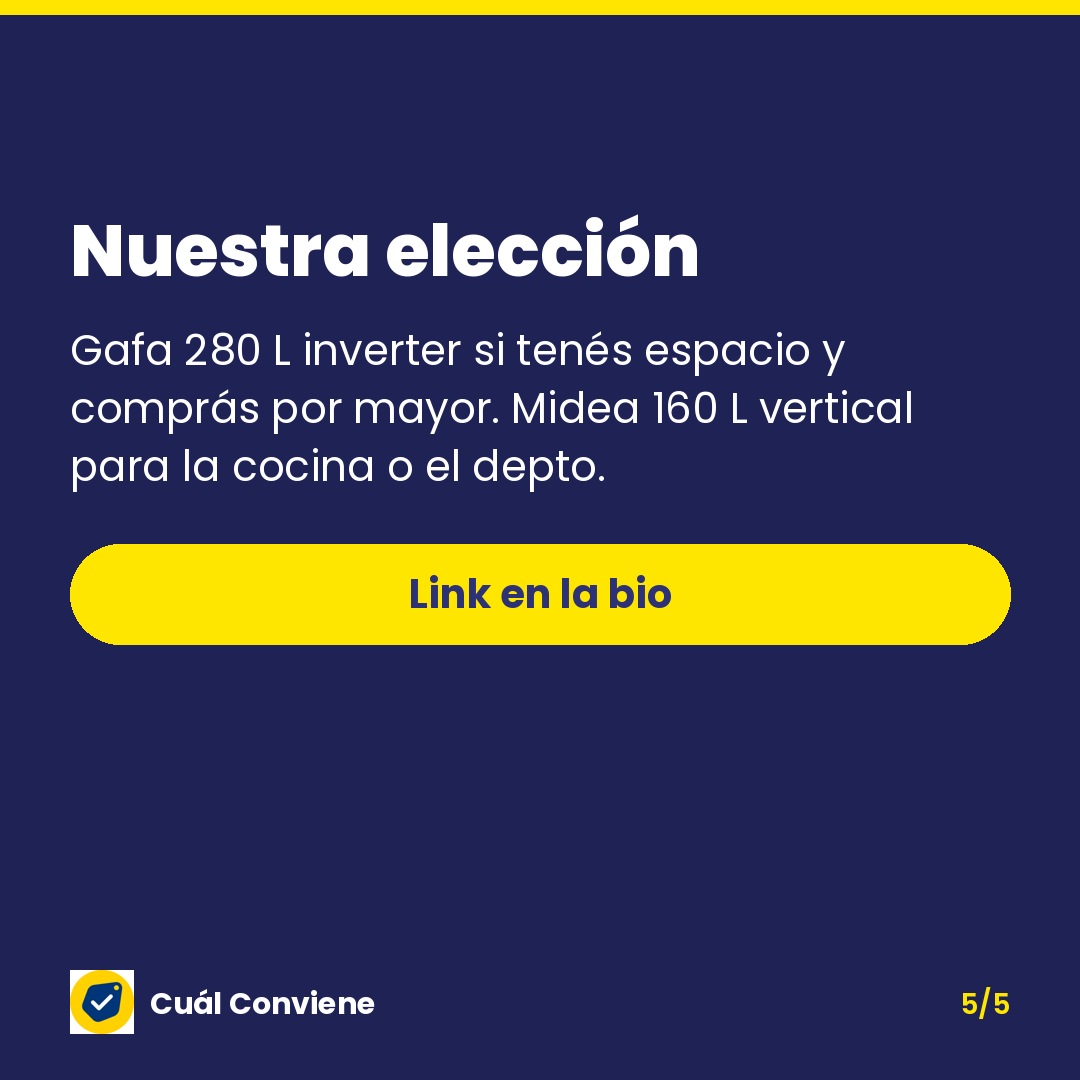 Nuestra elección
Gafa 280 L inverter si tenés espacio y
comprás por mayor. Midea 160 L vertical
para la cocina o el depto.
Link en la bio
Cuál Conviene
5/5